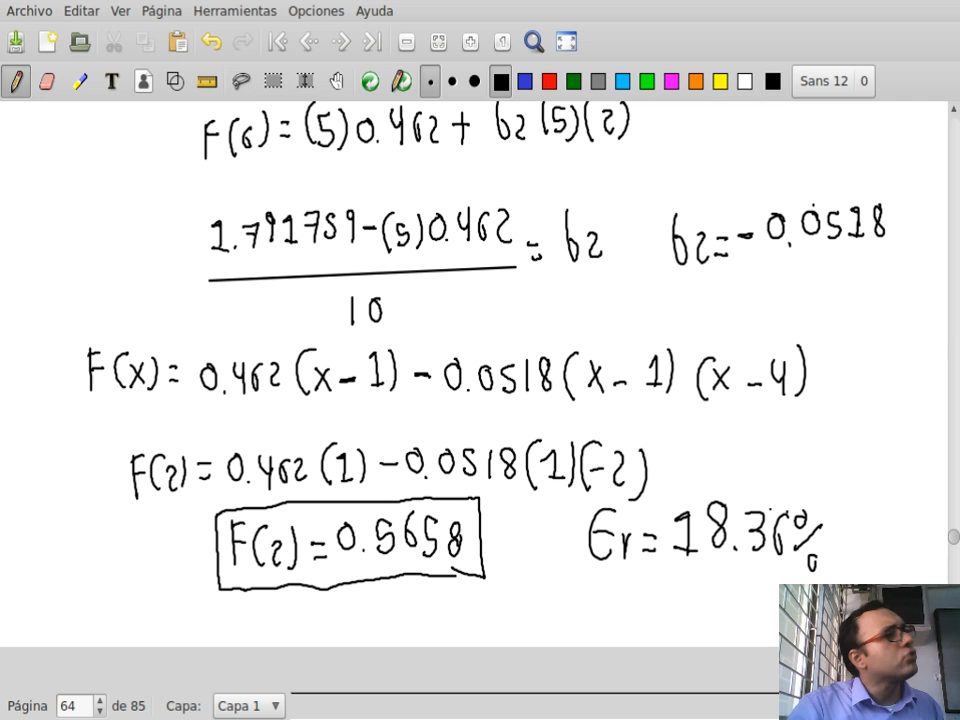 Archivo Editar Ver Página Herramientas Opciones Ayuda
T Sans 12 0
F(6) = (5) 0.462 + b2 (5)(2)
1.791759 - (5) 0.462 = b2 b2 = - 0.0518
10
F(x) = 0.462 (x - 1) - 0.0518 (x - 1) (x - 4)
F(2) = 0.462 (1) - 0.0518 (1)(-2)
F(2) = 0.5658 Er = 18.36%
Página 64 de 85 Capa: Capa 1